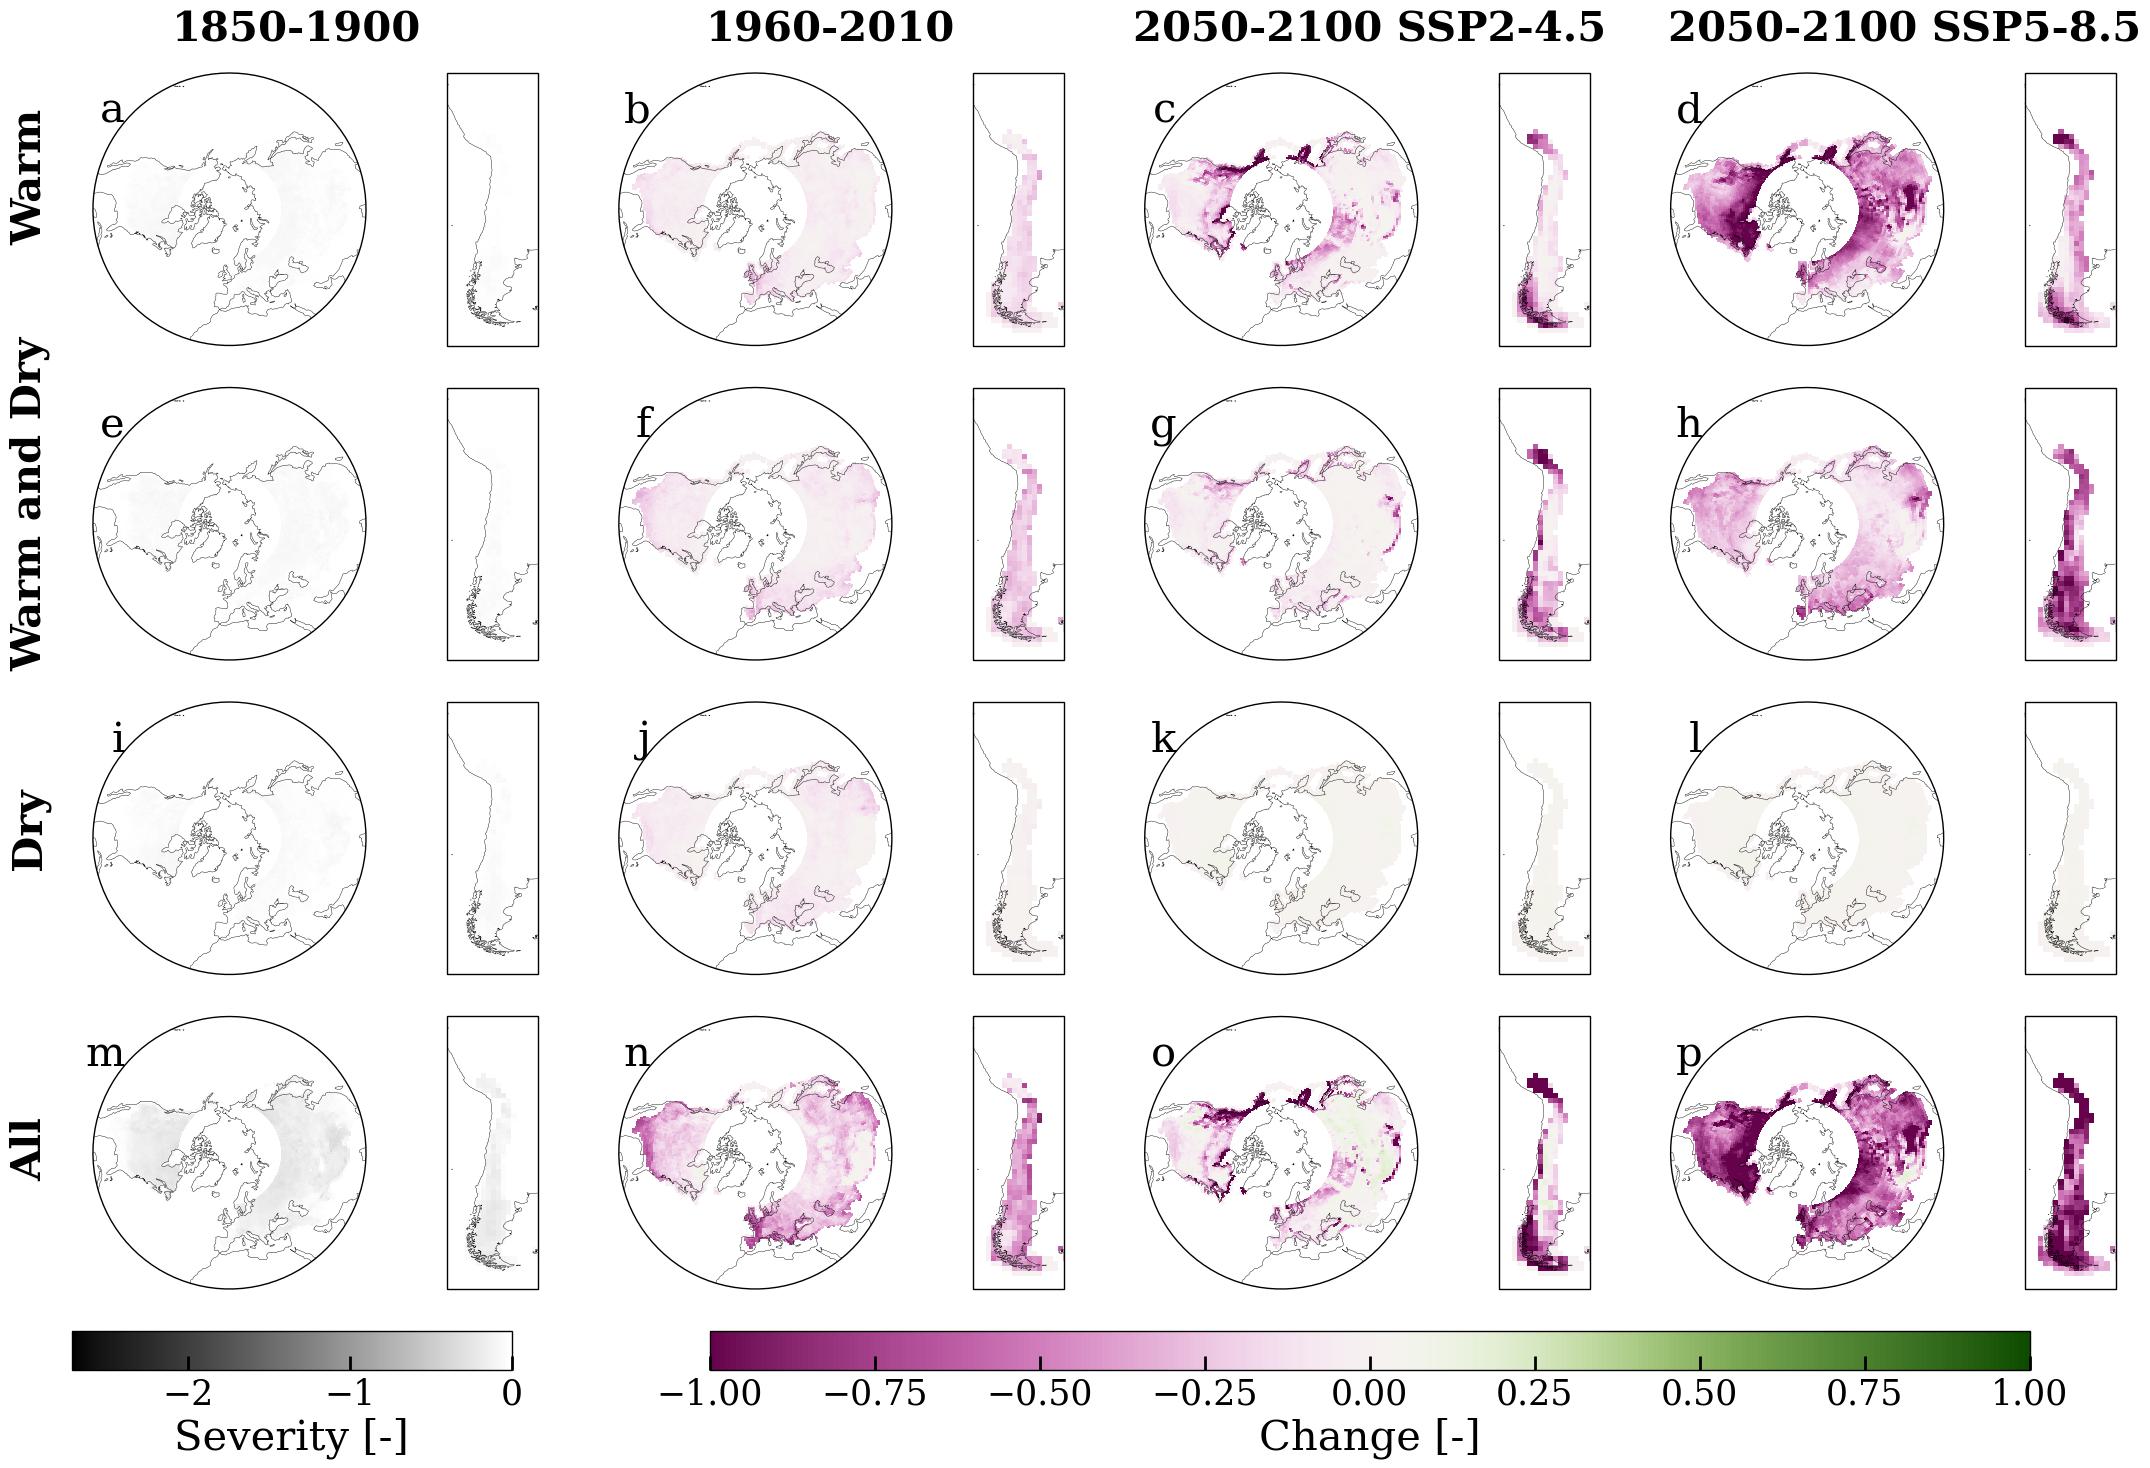 1850-1900 1960-2010 2050-2100 SSP2-4.5 2050-2100 SSP5-8.5
Warm
a b c d
Warm and Dry
e f g h
Dry
i j k l
All
m n o p
−2 −1 0
Severity [-]
−1.00 −0.75 −0.50 −0.25 0.00 0.25 0.50 0.75 1.00
Change [-]